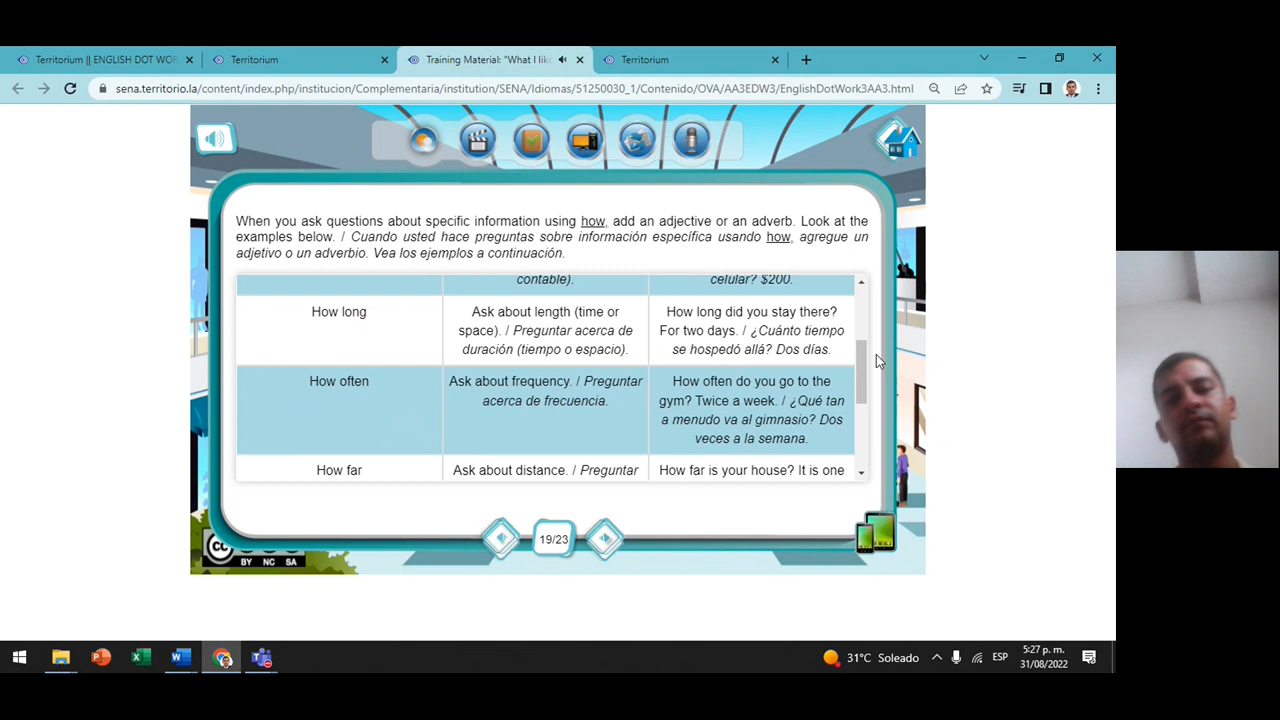 Territorium || ENGLISH DOT WOR
Territorium
Training Material: "What I like
Territorium
sena.territorio.la/content/index.php/institucion/Complementaria/institution/SENA/Idiomas/51250030_1/Contenido/OVA/AA3EDW3/EnglishDotWork3AA3.html
When you ask questions about specific information using how, add an adjective or an adverb. Look at the
examples below. / Cuando usted hace preguntas sobre información específica usando how, agregue un
adjetivo o un adverbio. Vea los ejemplos a continuación.
contable).
celular? $200.
How long
Ask about length (time or
space). / Preguntar acerca de
duración (tiempo o espacio).
How long did you stay there?
For two days. / ¿Cuánto tiempo
se hospedó allá? Dos días.
How often
Ask about frequency. / Preguntar
acerca de frecuencia.
How often do you go to the
gym? Twice a week. / ¿Qué tan
a menudo va al gimnasio? Dos
veces a la semana.
How far
Ask about distance. / Preguntar
How far is your house? It is one
19/23
cc
BY NC SA
31°C Soleado
ESP
5:27 p. m.
31/08/2022